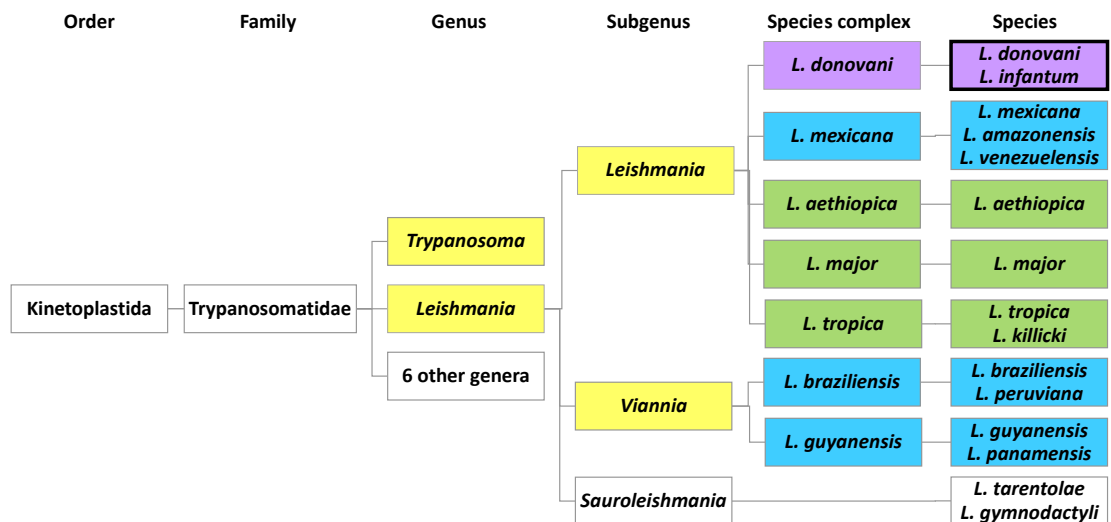 Order
Family
Genus
Subgenus
Species complex
Species
L. donovani
L. donovani
L. infantum
L. mexicana
L. mexicana
L. amazonensis
L. venezuelensis
Leishmania
L. aethiopica
L. aethiopica
Trypanosoma
L. major
L. major
Kinetoplastida
Trypanosomatidae
Leishmania
L. tropica
L. tropica
L. killicki
6 other genera
L. braziliensis
L. braziliensis
L. peruviana
Viannia
L. guyanensis
L. guyanensis
L. panamensis
Sauroleishmania
L. tarentolae
L. gymnodactyli